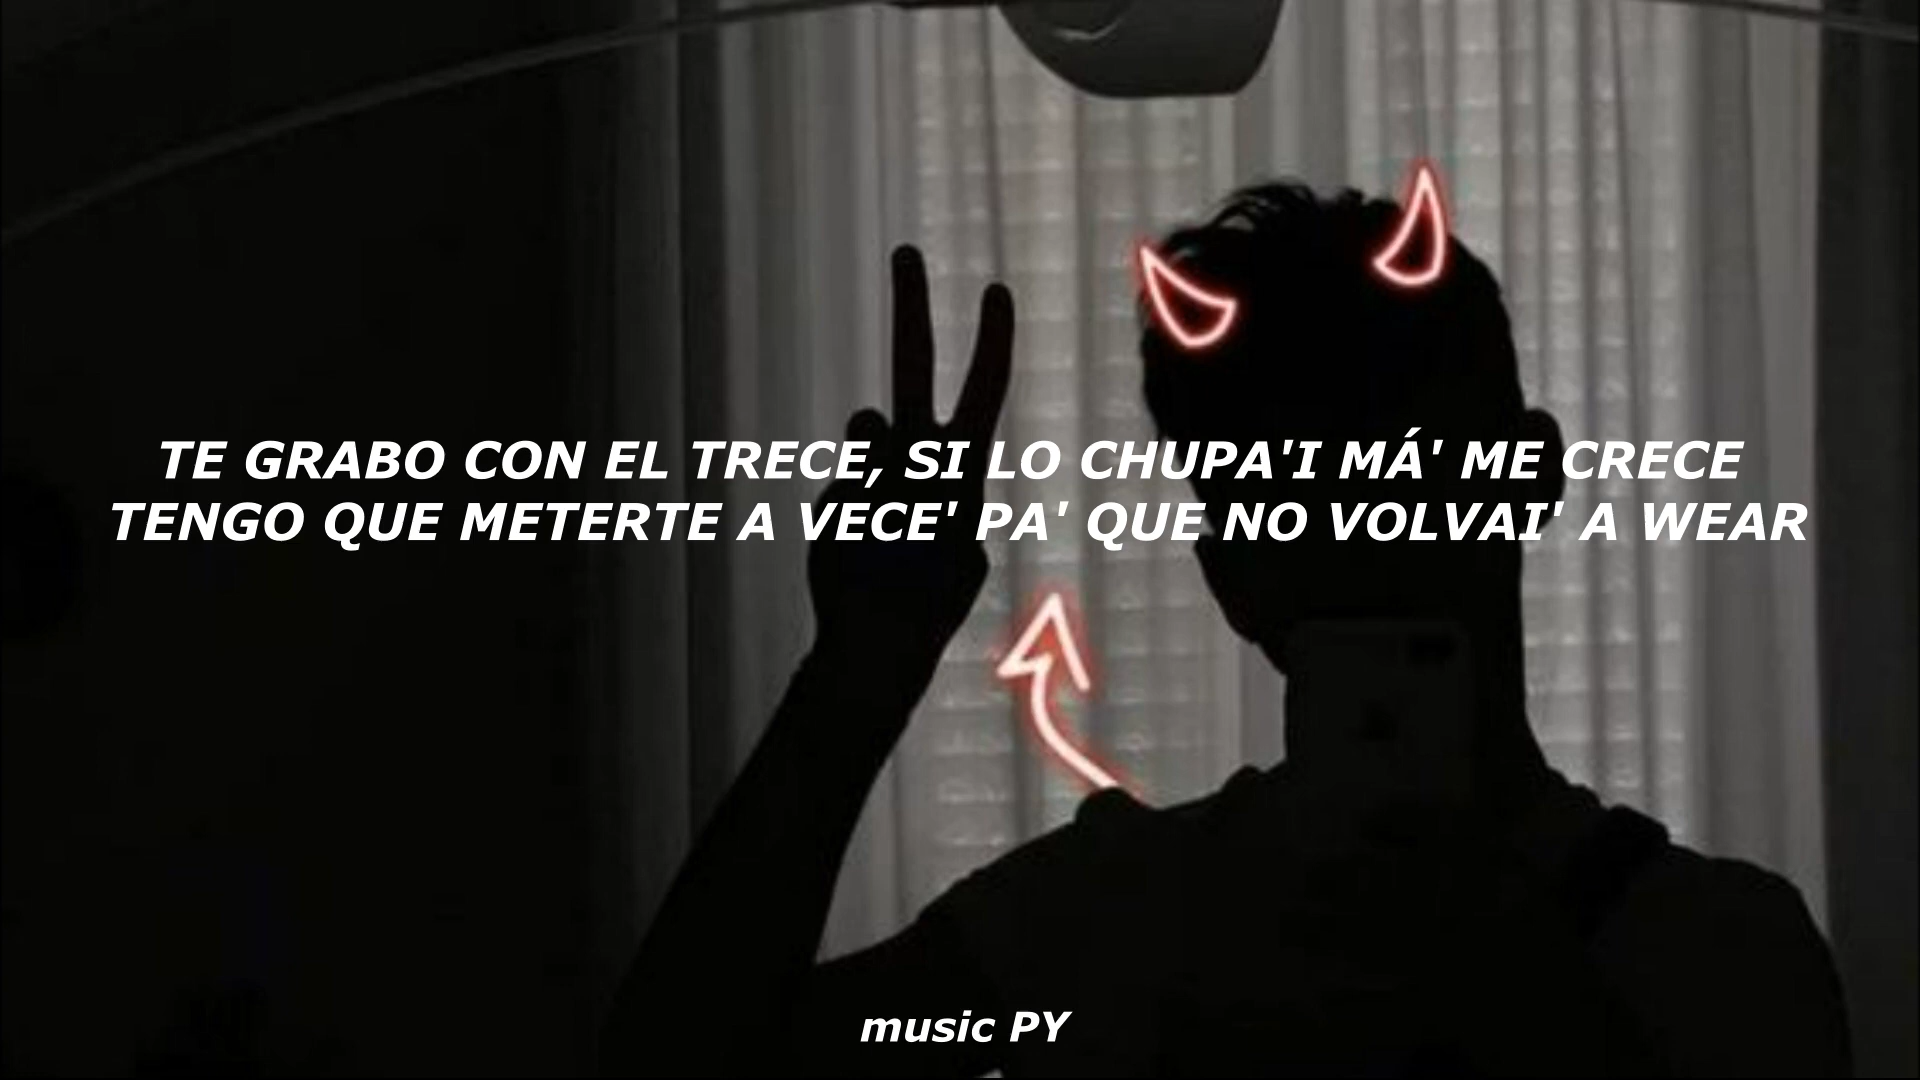 TE GRABO CON EL TRECE, SI LO CHUPA'I MÁ' ME CRECE
TENGO QUE METERTE A VECE' PA' QUE NO VOLVAI' A WEAR
music PY